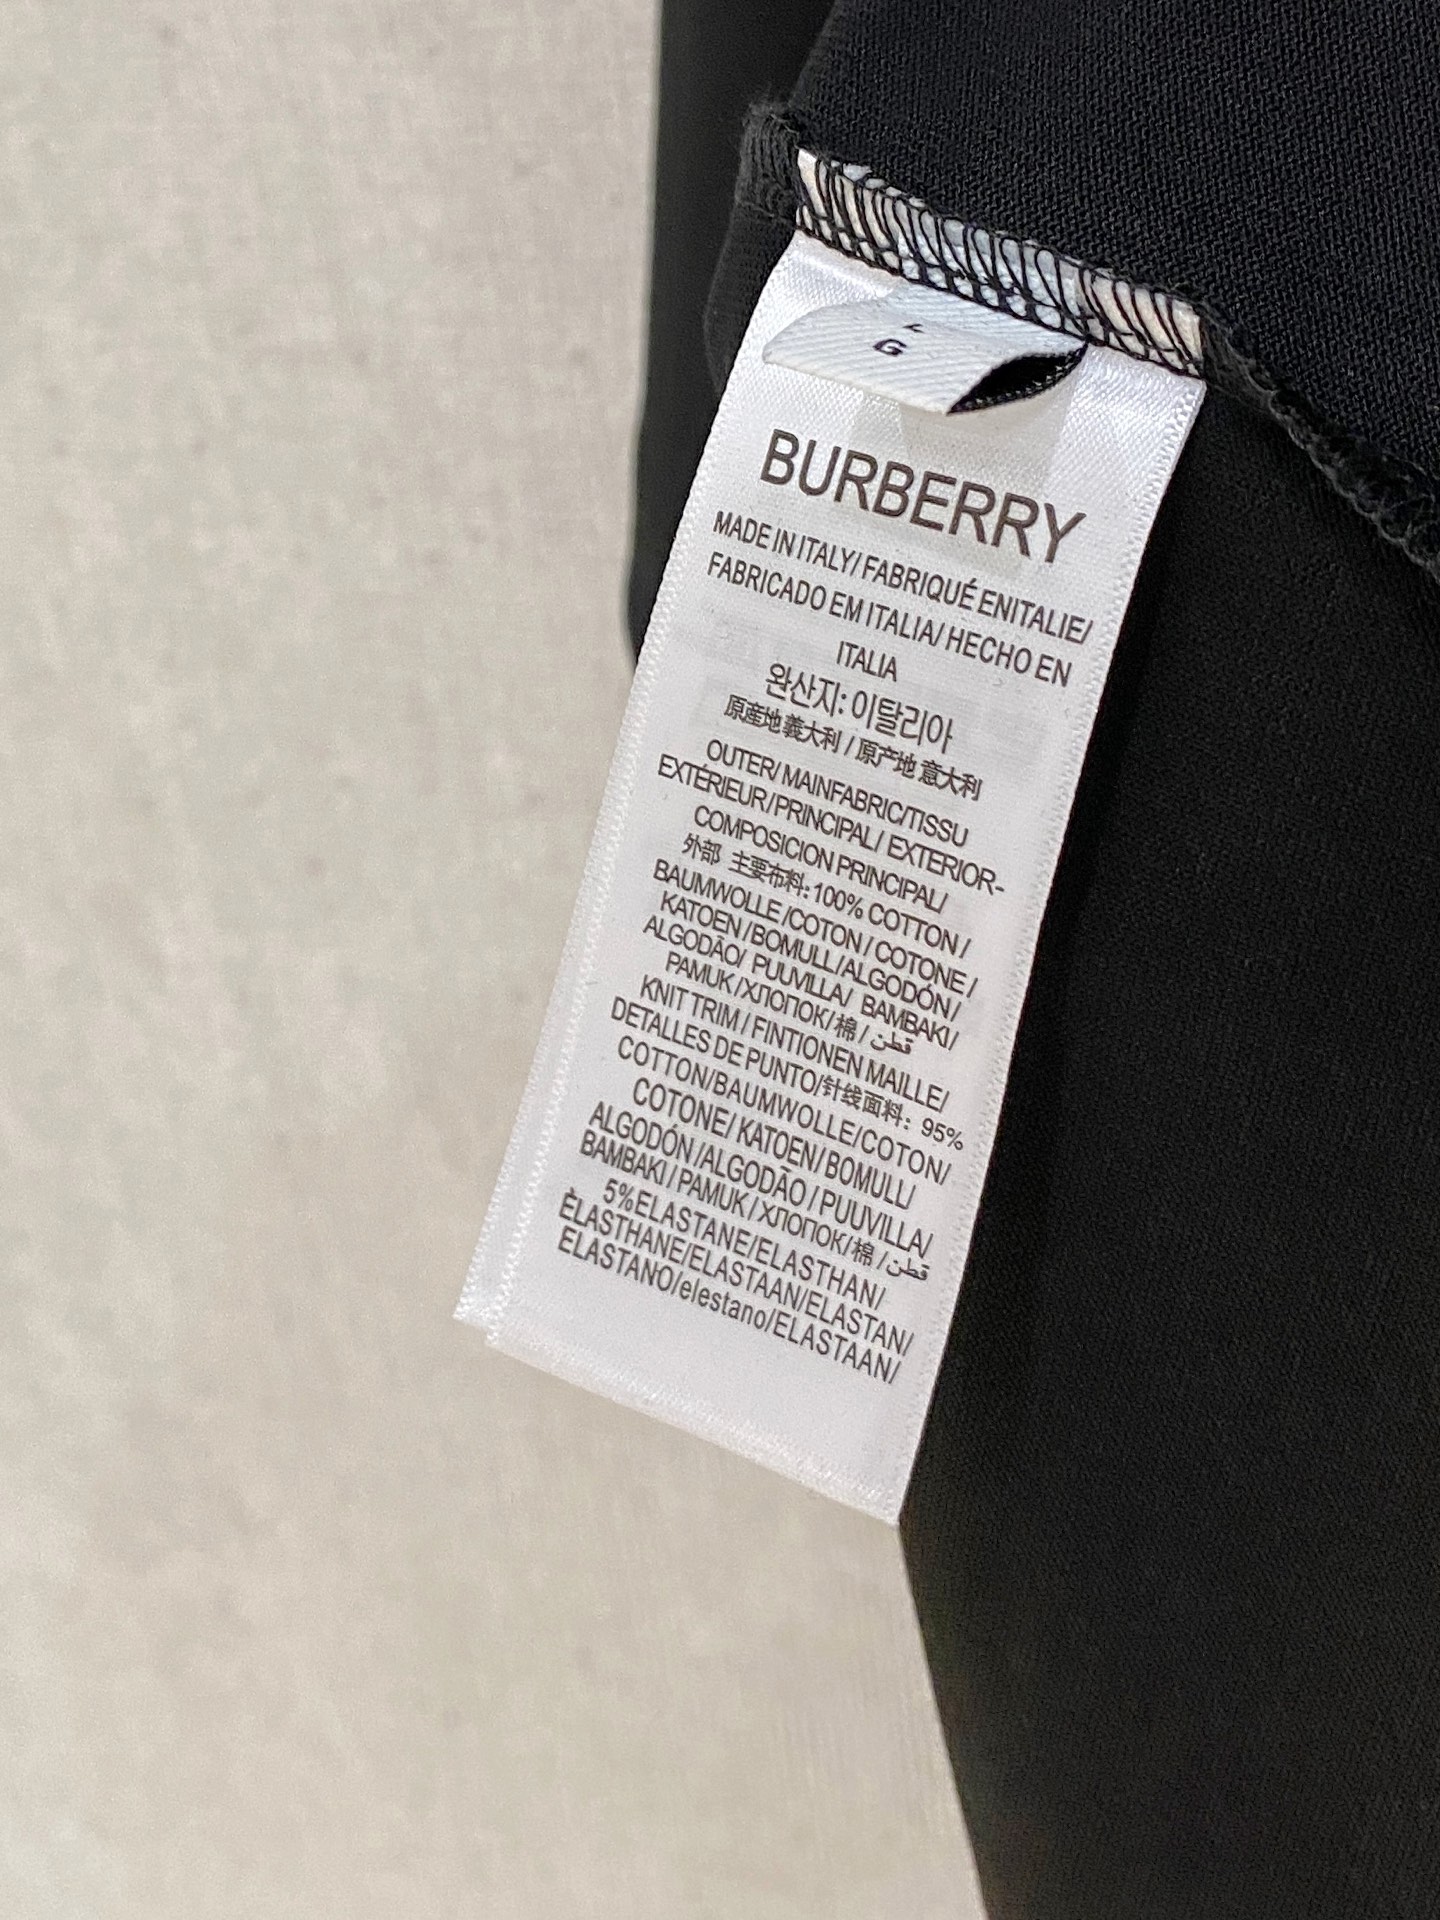 L
G
BURBERRY
MADE IN ITALY/ FABRIQUÉ ENITALIE/
FABRICADO EM ITALIA/ HECHO EN
ITALIA
완산지: 이탈리아
原産地 義大利 / 原产地 意大利
OUTER/ MAINFABRIC/TISSU
EXTÉRIEUR/PRINCIPAL/ EXTERIOR-
COMPOSICION PRINCIPAL/
外部 主要布料: 100% COTTON /
BAUMWOLLE /COTON / COTONE /
KATOEN /BOMULL/ALGODÓN /
ALGODÃO/ PUUVILLA/ BAMBAKI/
PAMUK /ХЛОПОК/ 棉 / قطن
KNIT TRIM / FINTIONEN MAILLE/
DETALLES DE PUNTO/针线面料: 95%
COTTON/BAUMWOLLE/COTON/
COTONE/ KATOEN/ BOMULL/
ALGODÓN /ALGODÃO / PUUVILLA/
BAMBAKI / PAMUK / ХЛОПОК/ 棉 / قطن
5%ELASTANE/ELASTHAN/
ÉLASTHANE/ELASTAAN/ELASTAN/
ELASTANO/elestano/ELASTAAN/